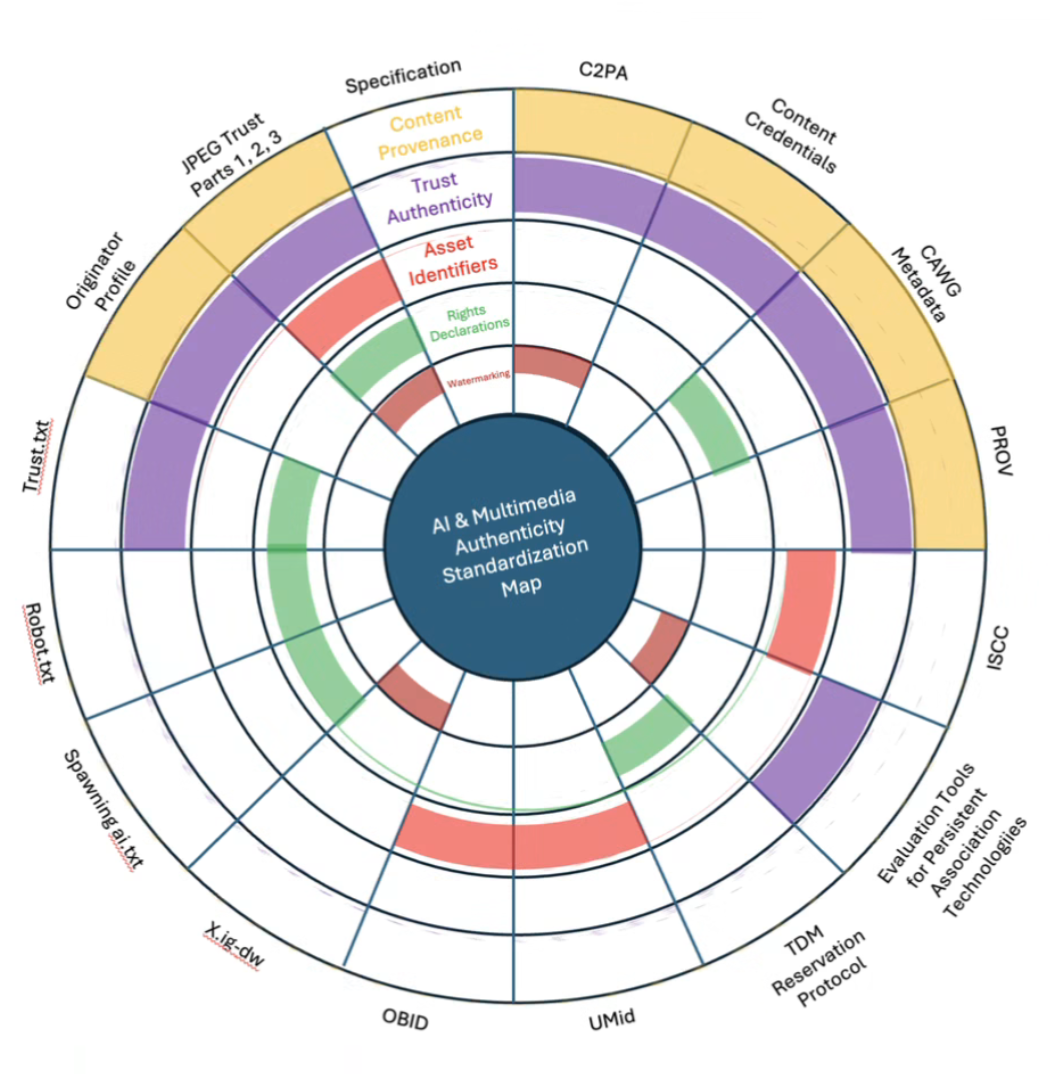 Specification
C2PA
Content
Credentials
CAWG
Metadata
PROV
ISCC
Evaluation Tools
for Persistent
Association
Technologiies
TDM
Reservation
Protocol
UMid
OBID
X.ig-dw
Spawning ai.txt
Robot.txt
Trust.txt
Originator
Profile
JPEG Trust
Parts 1, 2, 3
Content
Provenance
Trust
Authenticity
Asset
Identifiers
Rights
Declarations
Watermarking
AI & Multimedia
Authenticity
Standardization
Map